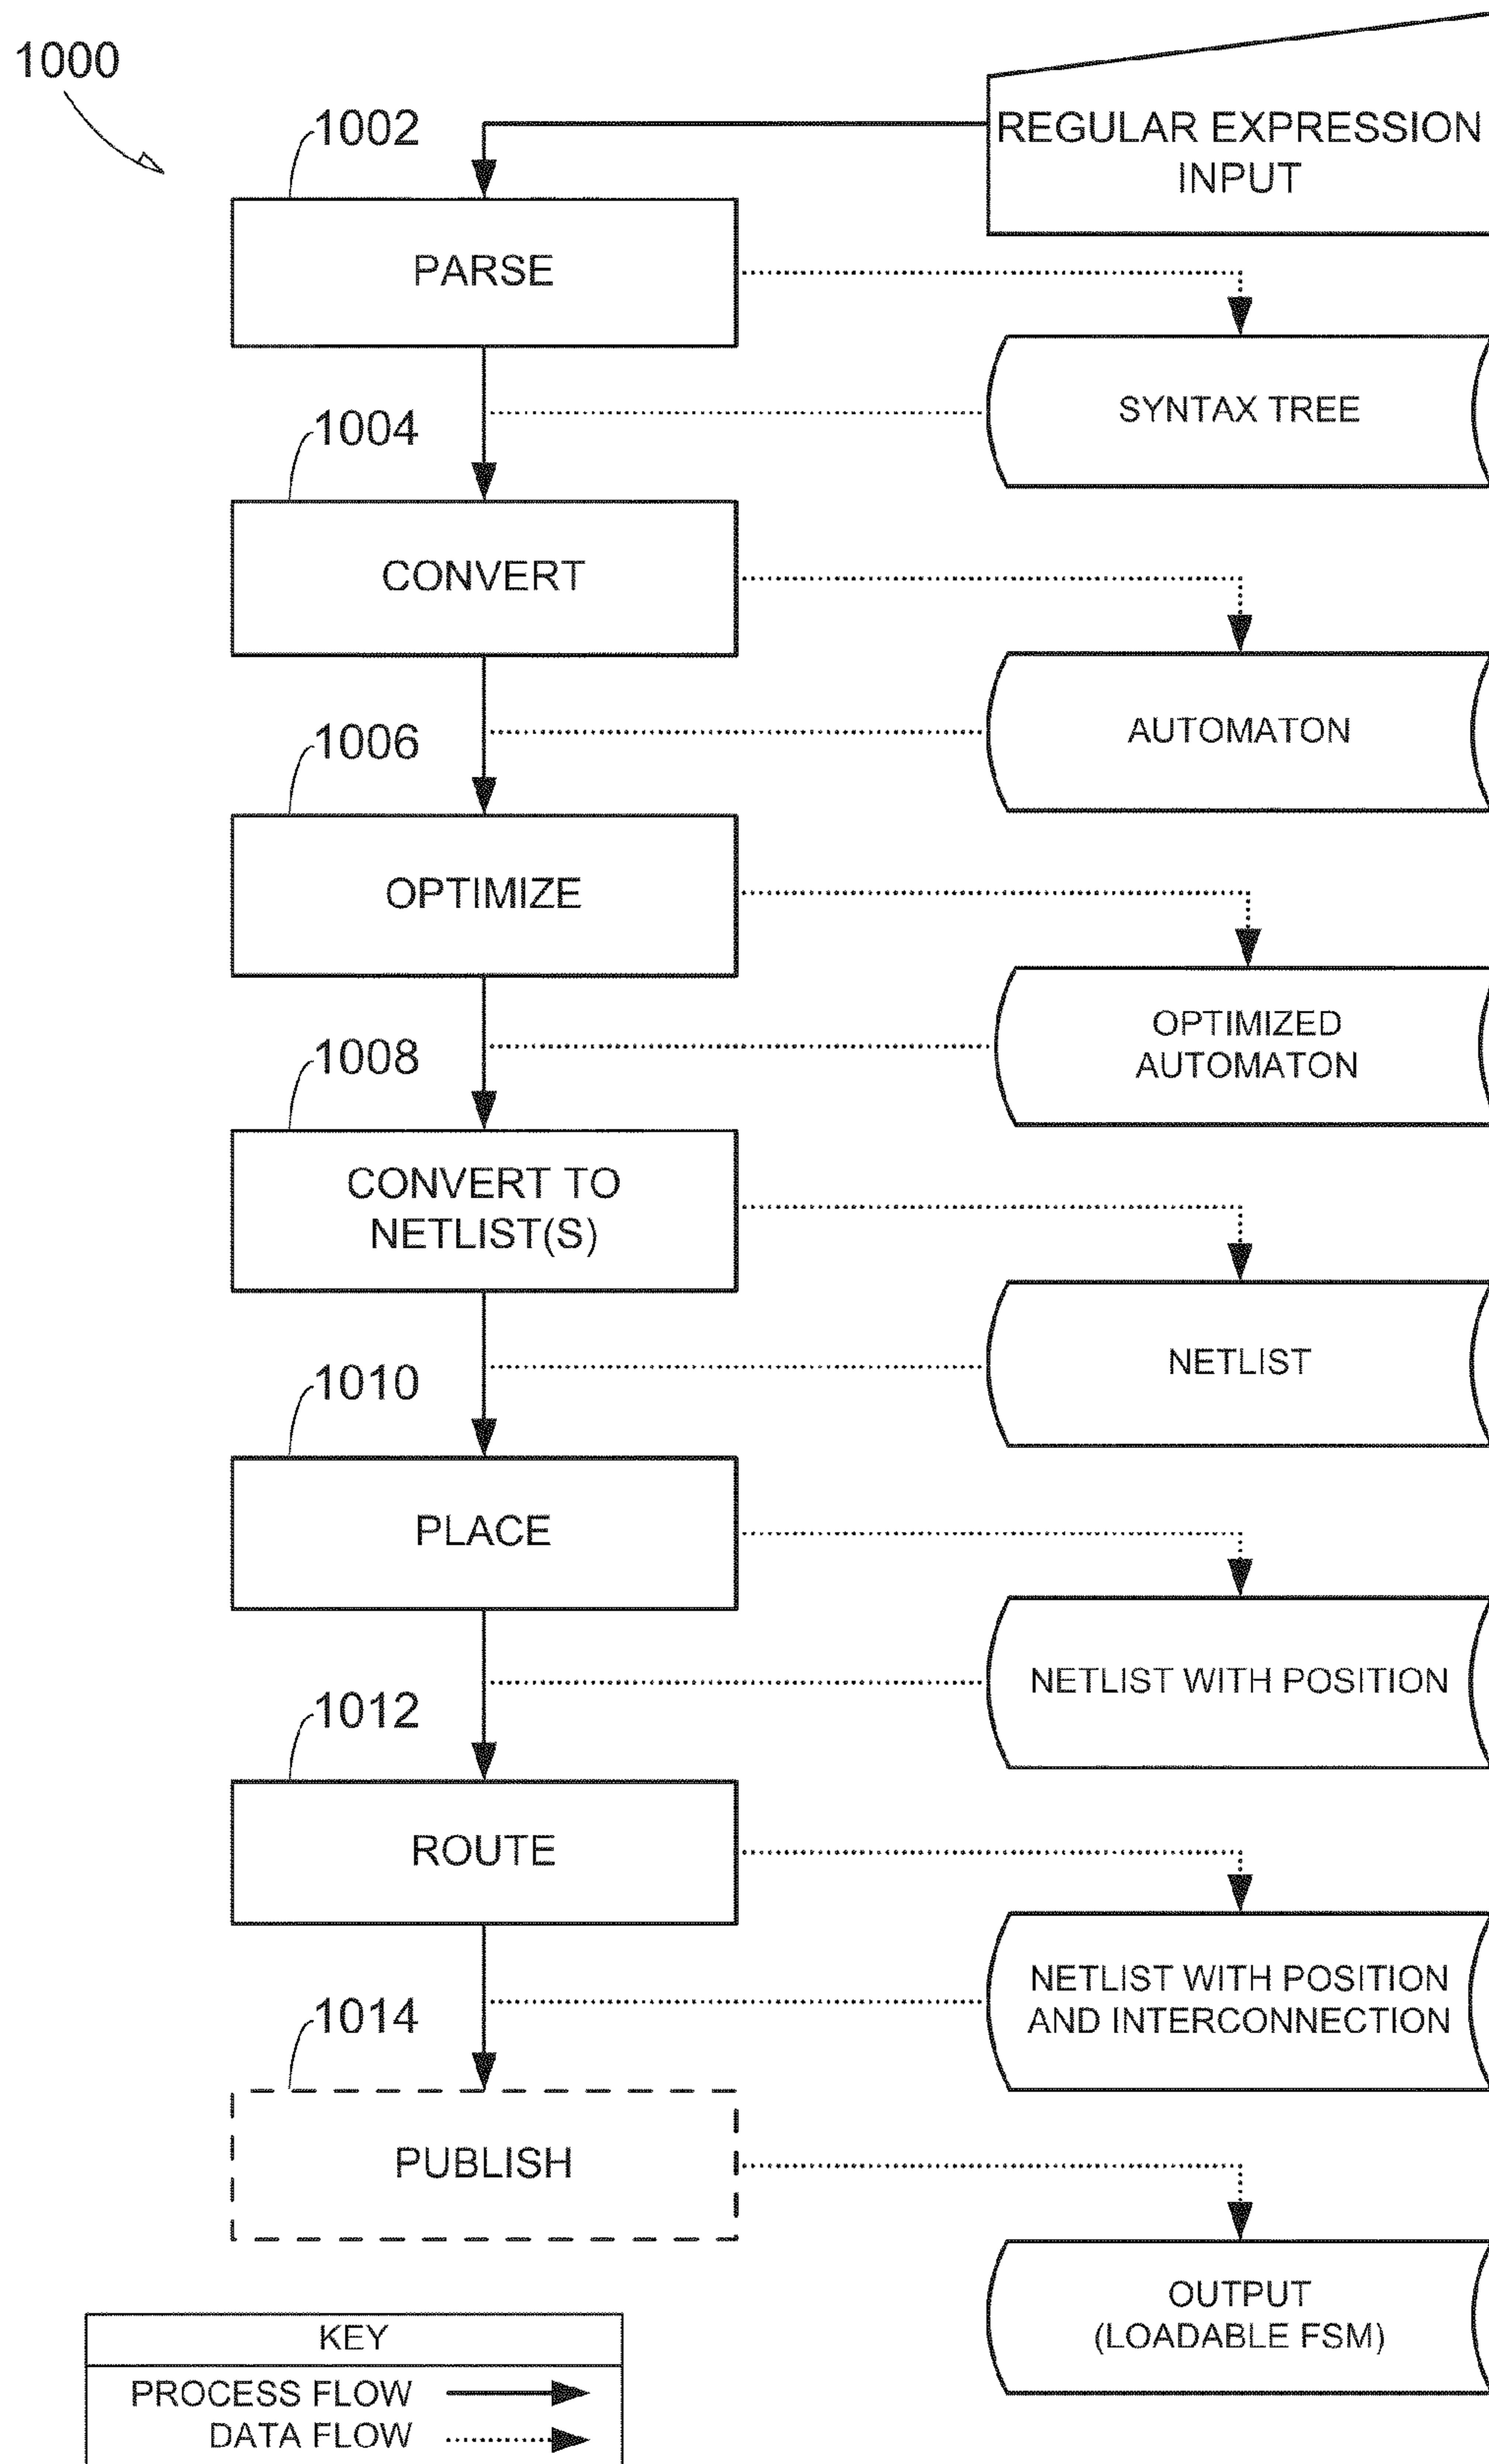 1000
1002
REGULAR EXPRESSION
INPUT
PARSE
SYNTAX TREE
1004
CONVERT
AUTOMATON
1006
OPTIMIZE
OPTIMIZED
AUTOMATON
1008
CONVERT TO
NETLIST(S)
NETLIST
1010
PLACE
NETLIST WITH POSITION
1012
ROUTE
NETLIST WITH POSITION
AND INTERCONNECTION
1014
PUBLISH
OUTPUT
(LOADABLE FSM)
KEY
PROCESS FLOW
DATA FLOW